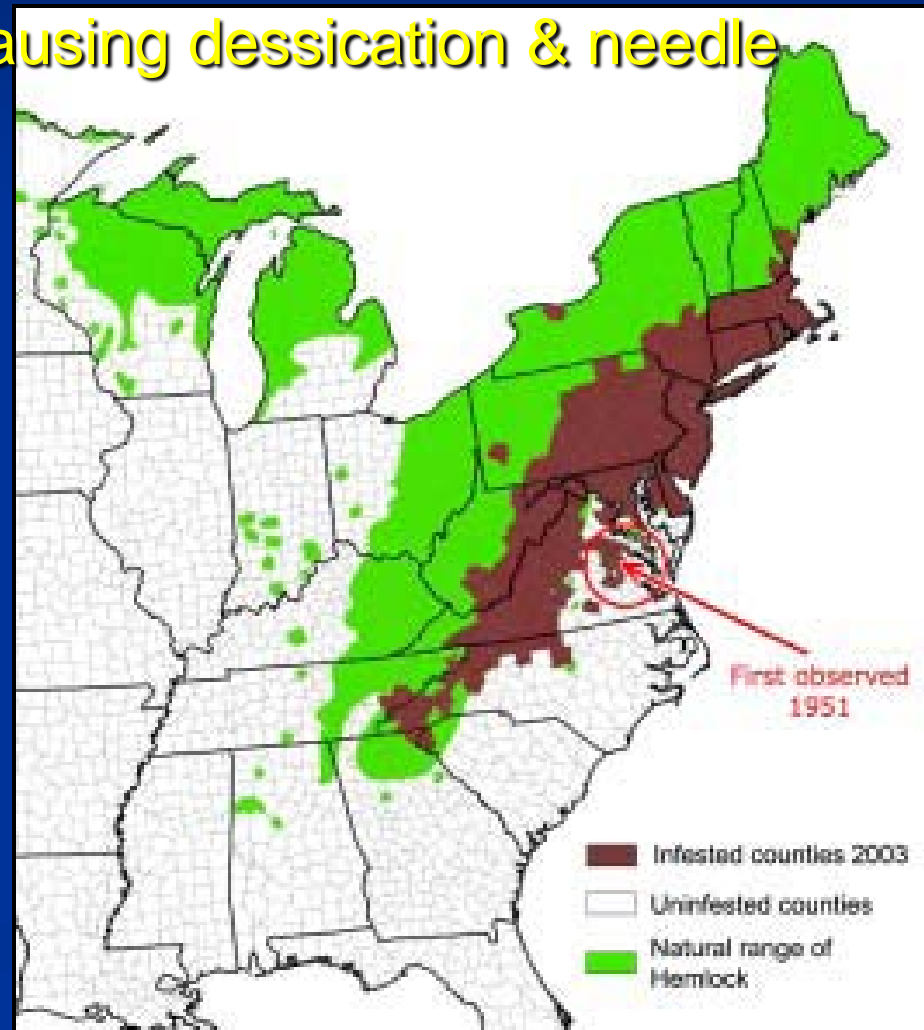 ausing dessication & needle
First observed
1951
Infested counties 2003
Uninfested counties
Natural range of
Hemlock